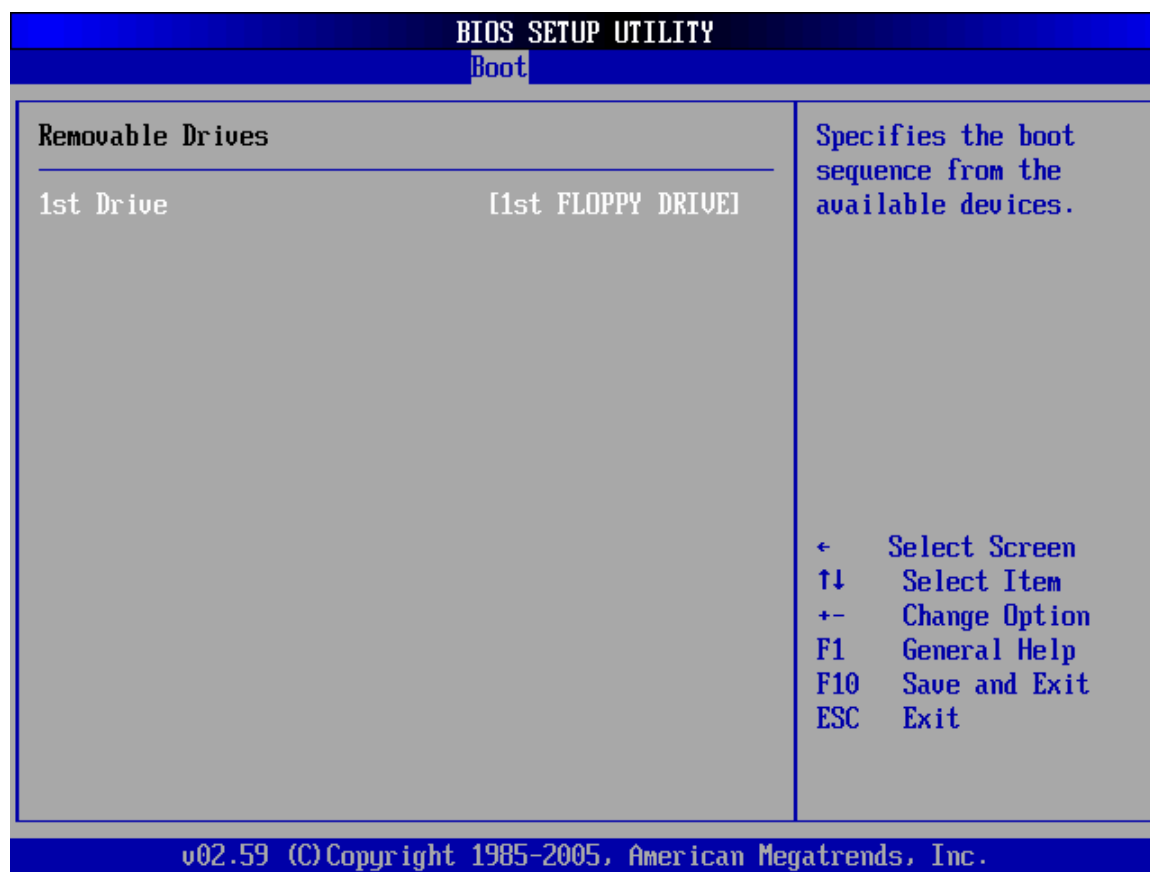 BIOS SETUP UTILITY
Boot
Removable Drives
1st Drive [1st FLOPPY DRIVE]
Specifies the boot
sequence from the
available devices.
← Select Screen
↑↓ Select Item
+- Change Option
F1 General Help
F10 Save and Exit
ESC Exit
v02.59 (C)Copyright 1985-2005, American Megatrends, Inc.